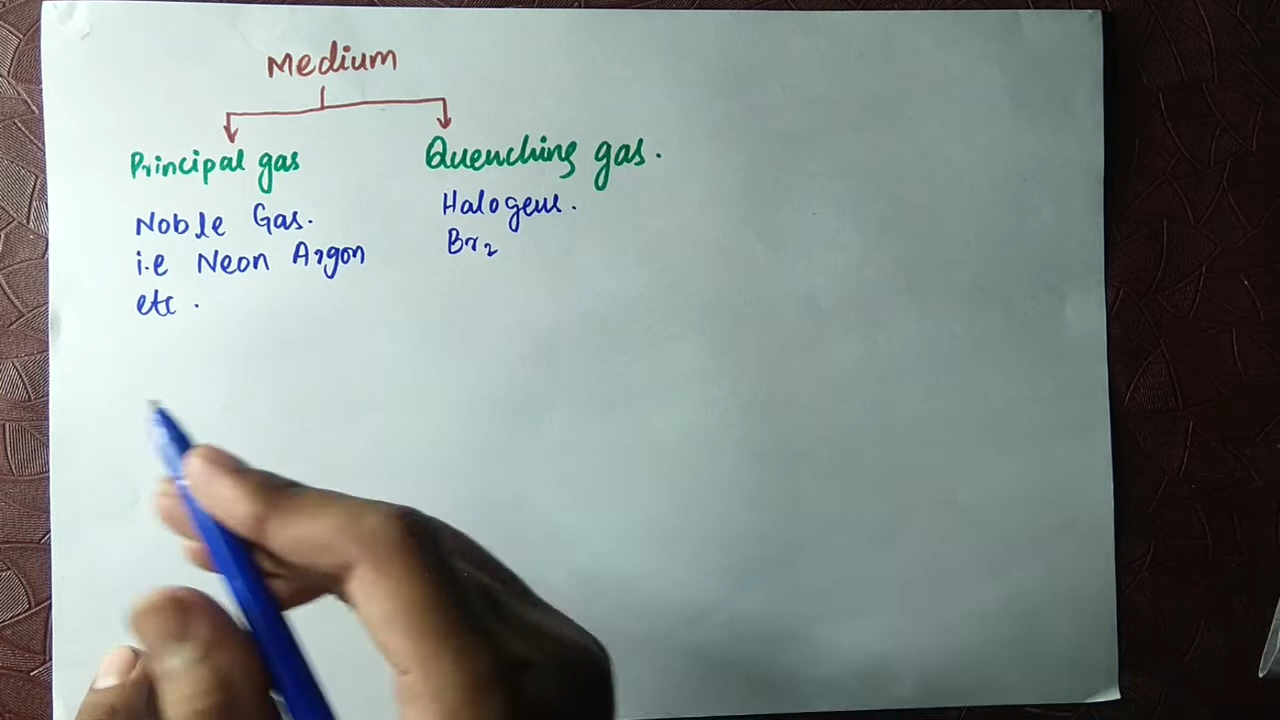 Medium
Principal gas
Quenching gas.
Noble Gas.
i.e Neon Argon
etc.
Halogens.
Br₂